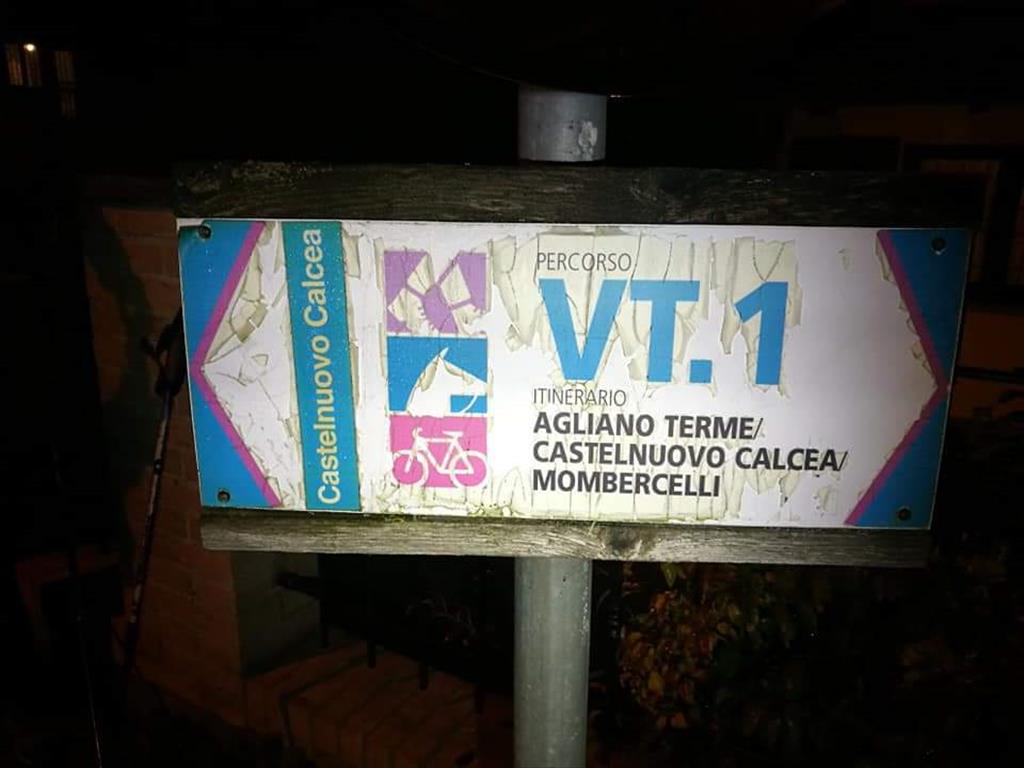 Castelnuovo Calcea
PERCORSO
VT.1
ITINERARIO
AGLIANO TERME/
CASTELNUOVO CALCEA/
MOMBERCELLI